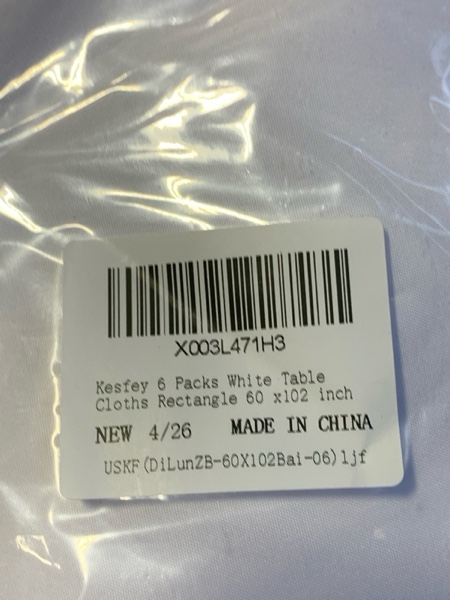 X003L471H3
Kesfey 6 Packs White Table
Cloths Rectangle 60 x102 inch
NEW 4/26 MADE IN CHINA
USKF(DiLunZB-60X102Bai-06)ljf